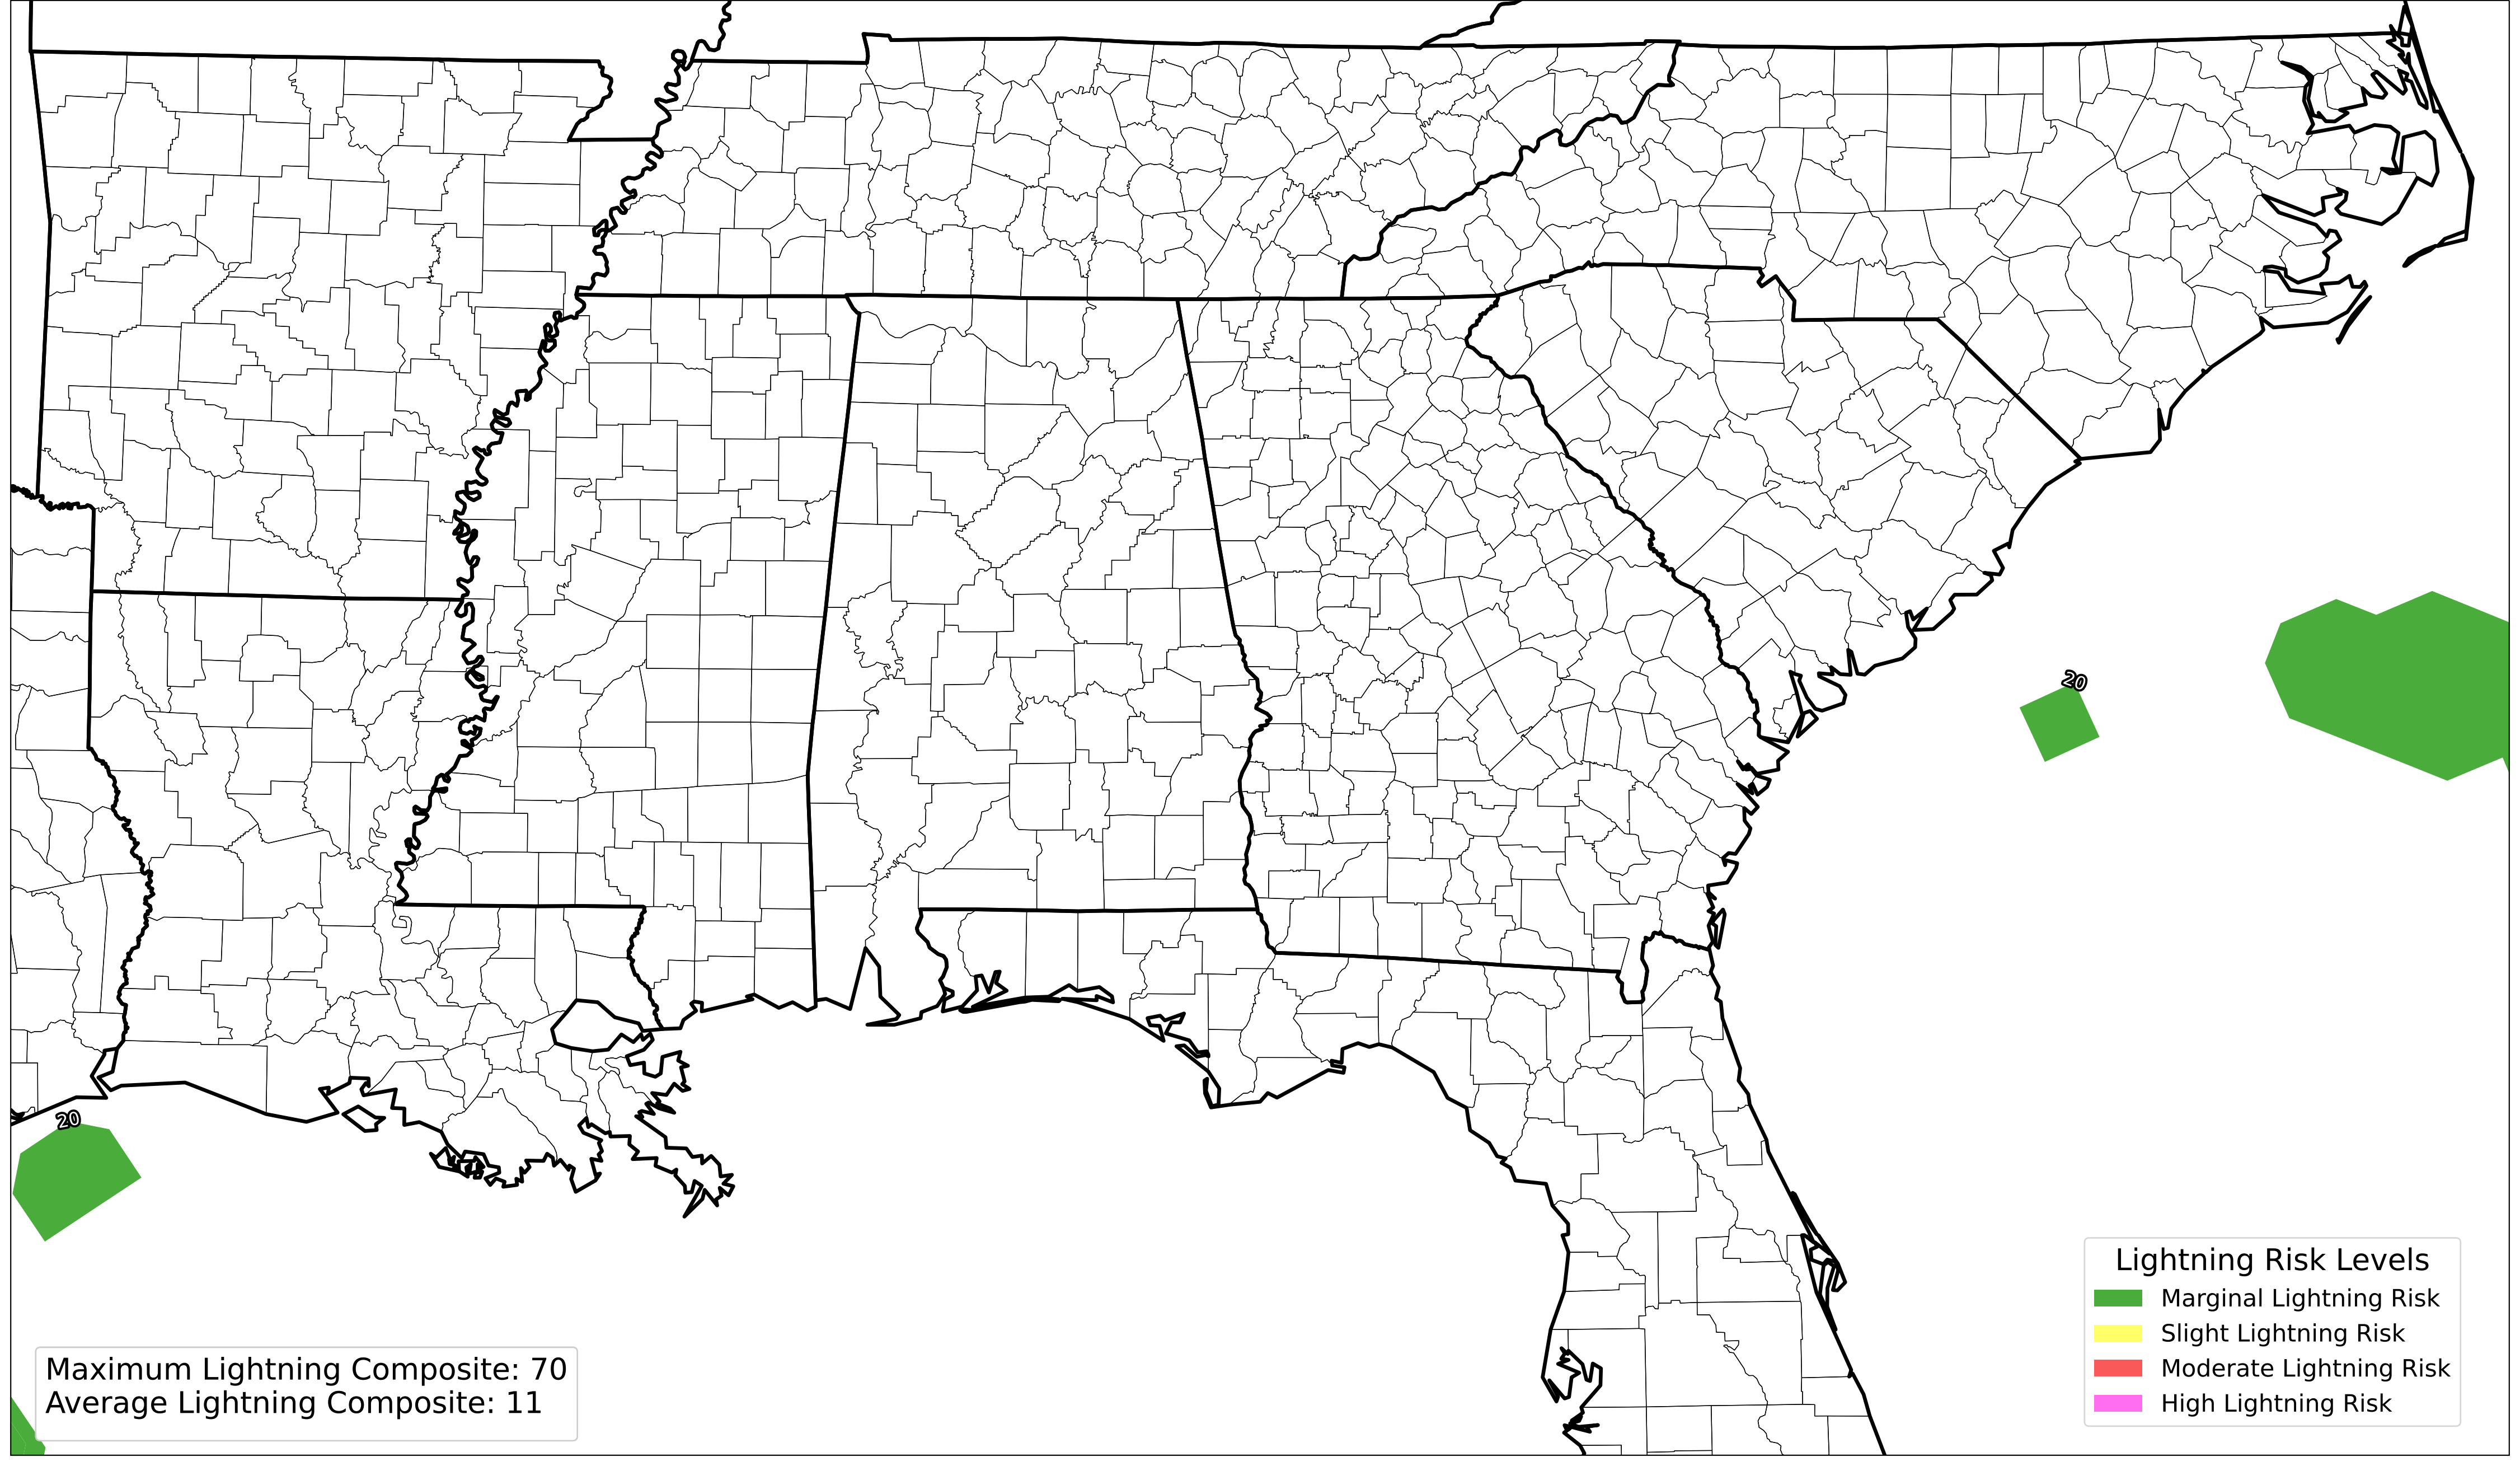 20
20
Maximum Lightning Composite: 70
Average Lightning Composite: 11
Lightning Risk Levels
Marginal Lightning Risk
Slight Lightning Risk
Moderate Lightning Risk
High Lightning Risk